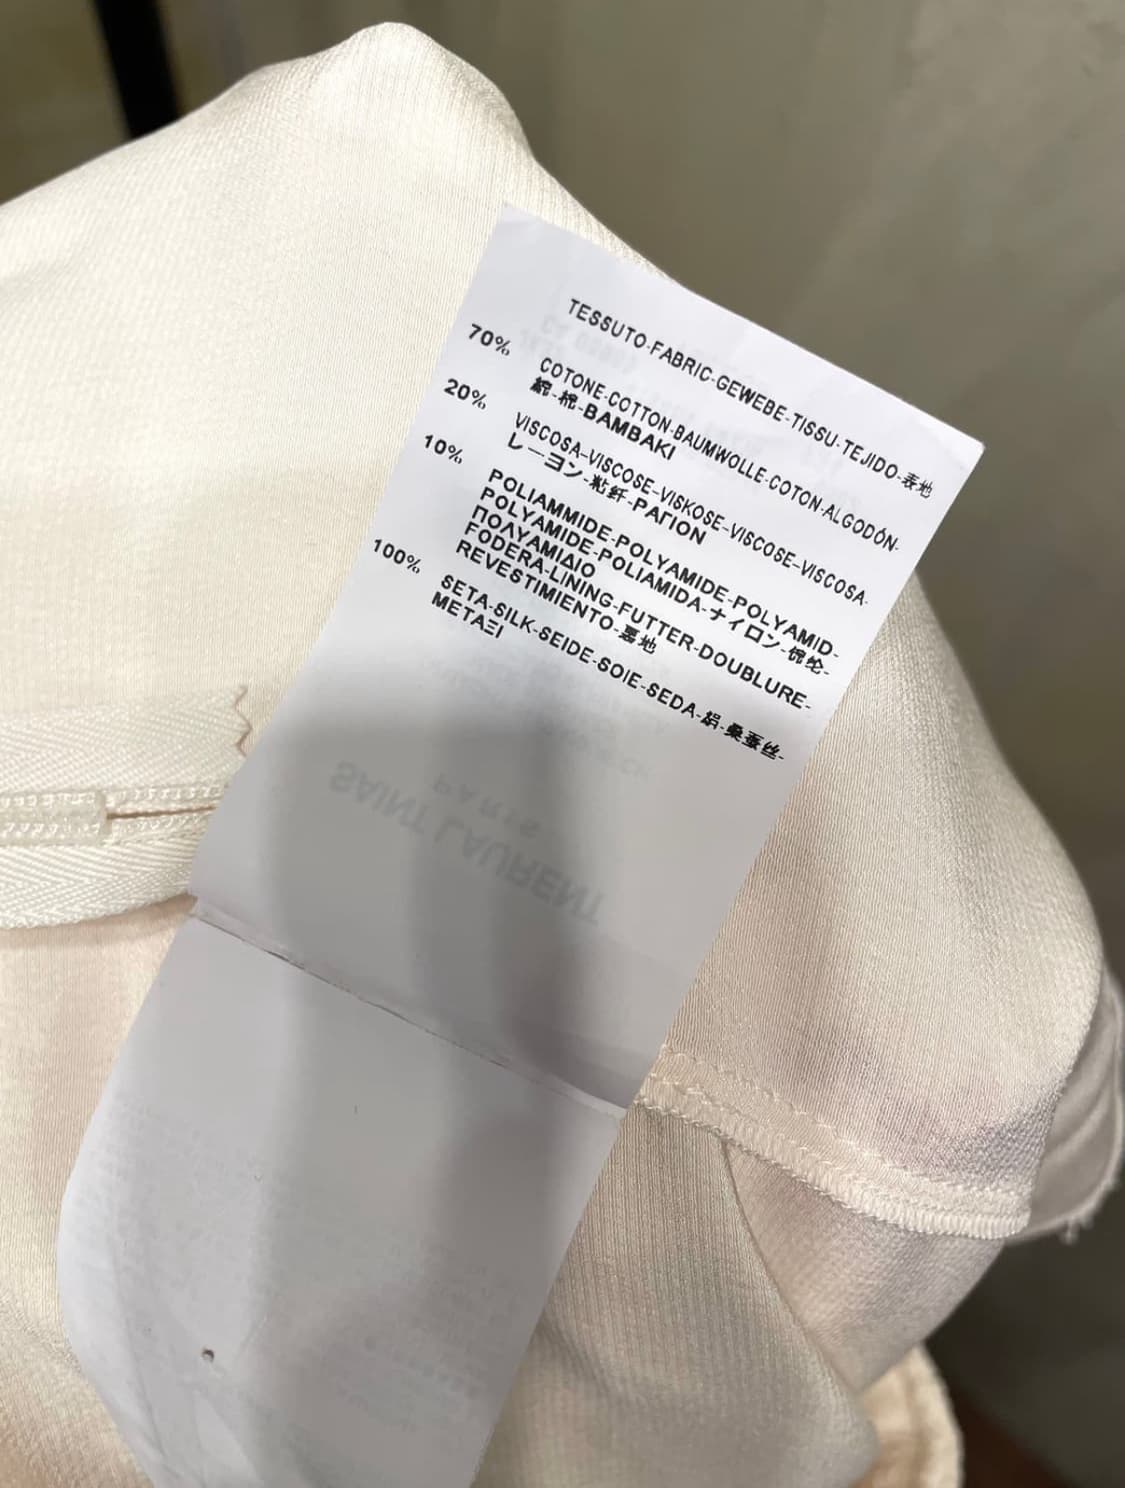 TESSUTO-FABRIC-GEWEBE-TISSU-TEJIDO-表地
70% COTONE-COTTON-BAUMWOLLE-COTON-ALGODÓN-
綿-棉-BAMBAKI
20% VISCOSA-VISCOSE-VISKOSE-VISCOSE-VISCOSA-
レーヨン-粘纤-ΡΑΓΙΟΝ
10% POLIAMMIDE-POLYAMIDE-POLYAMID-
POLYAMIDE-POLIAMIDA-ナイロン-锦纶-
ΠΟΛΥΑΜΙΔΙΟ
FODERA-LINING-FUTTER-DOUBLURE-
REVESTIMIENTO-裏地
100% SETA-SILK-SEIDE-SOIE-SEDA-絹-桑蚕丝-
ΜΕΤΑΞΙ
SAINT LAURENT
PARIS